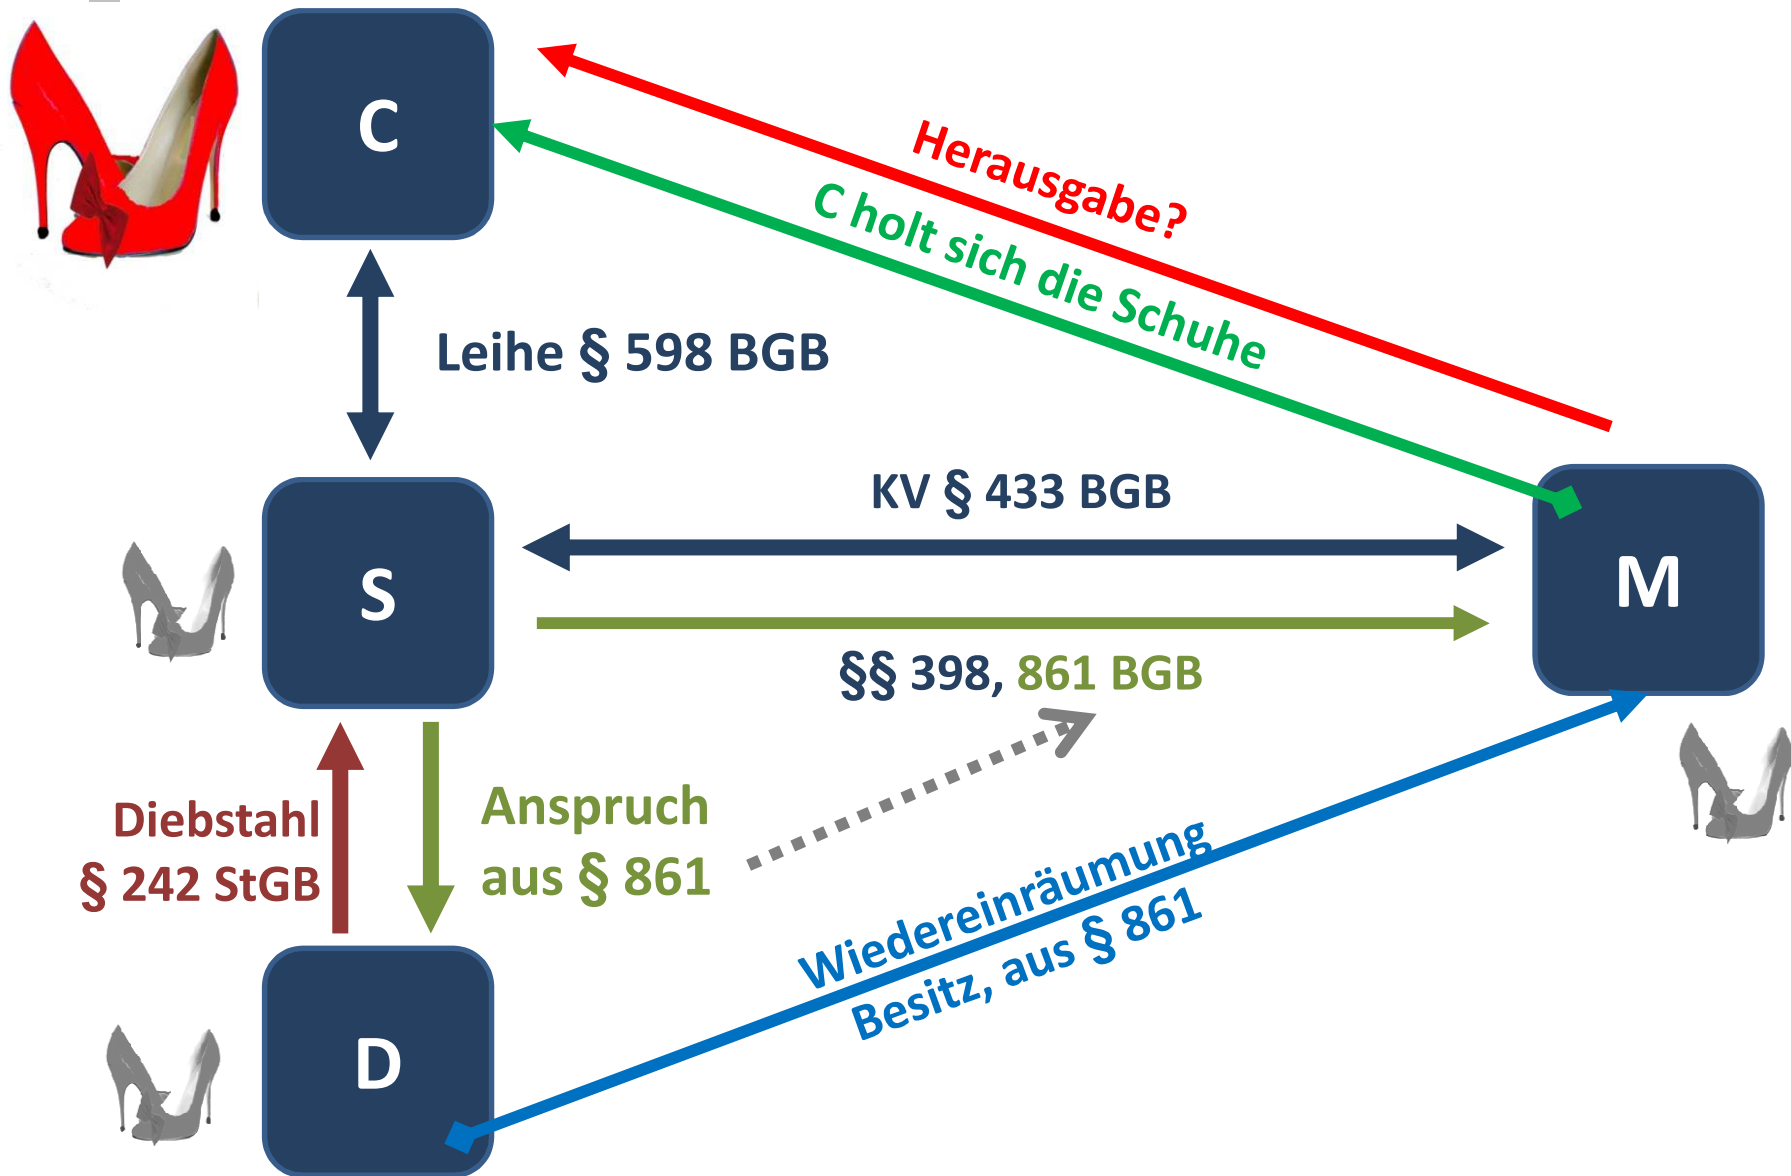 C
Herausgabe?
C holt sich die Schuhe
Leihe § 598 BGB
KV § 433 BGB
S
M
§§ 398, 861 BGB
Diebstahl
§ 242 StGB
Anspruch
aus § 861
Wiedereinräumung
Besitz, aus § 861
D